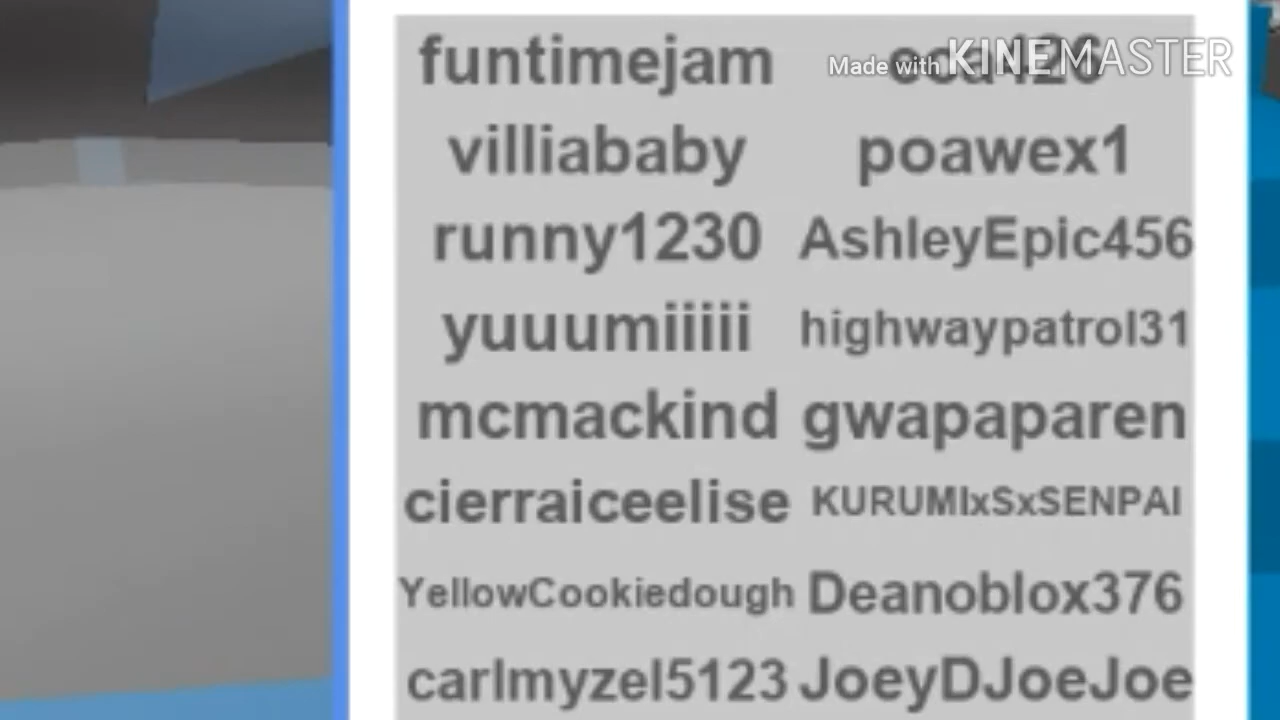 funtimejam
Made with KINEMASTER
villiababy poawex1
runny1230 AshleyEpic456
yuuumiiiii highwaypatrol31
mcmackind gwapaparen
cierraiceelise KURUMIxSxSENPAI
YellowCookiedough Deanoblox376
carlmyzel5123 JoeyDJoeJoe